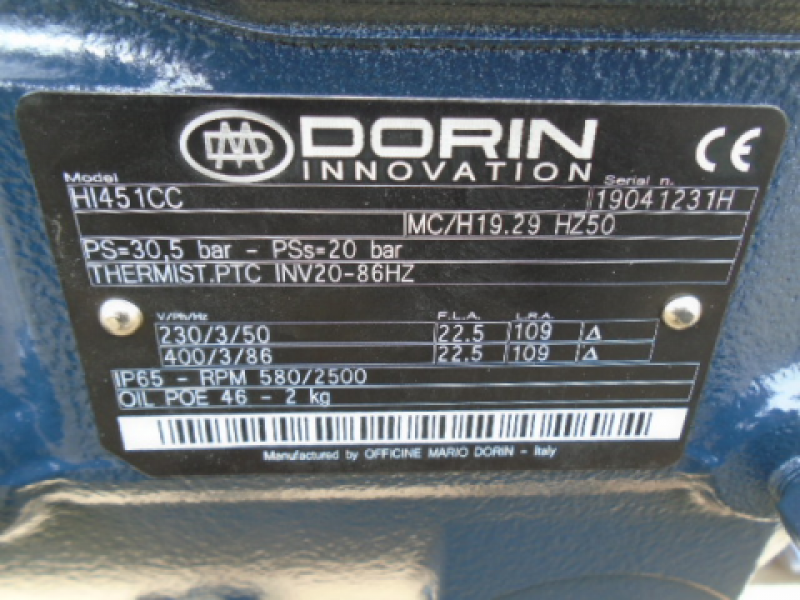 DORIN
INNOVATION
CE
Model Serial n.
HI451CC 19041231H
MC/H19.29 HZ50
PS=30,5 bar - PSs=20 bar
THERMIST.PTC INV20-86HZ
V/Ph/Hz F.L.A. L.R.A.
230/3/50 22.5 109 Δ
400/3/86 22.5 109 Δ
IP65 - RPM 580/2500
OIL POE 46 - 2 kg
Manufactured by OFFICINE MARIO DORIN - Italy